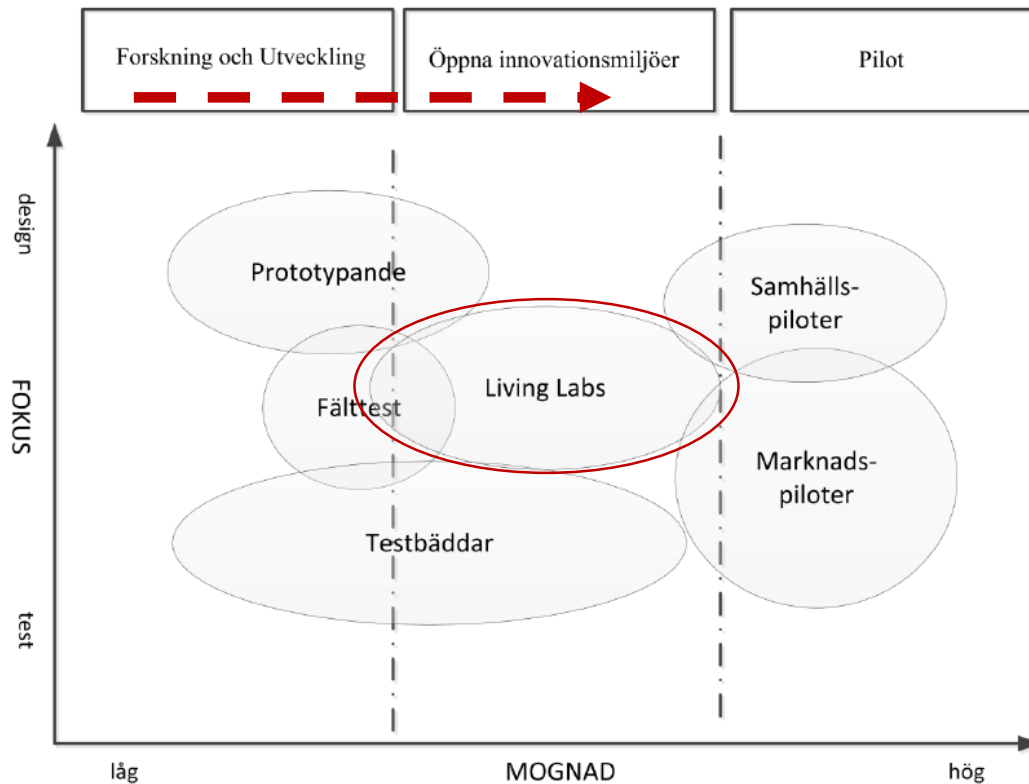 Forskning och Utveckling
Öppna innovationsmiljöer
Pilot
design
FOKUS
test
Prototypande
Samhälls-
piloter
Living Labs
Fälttest
Marknads-
piloter
Testbäddar
låg
MOGNAD
hög